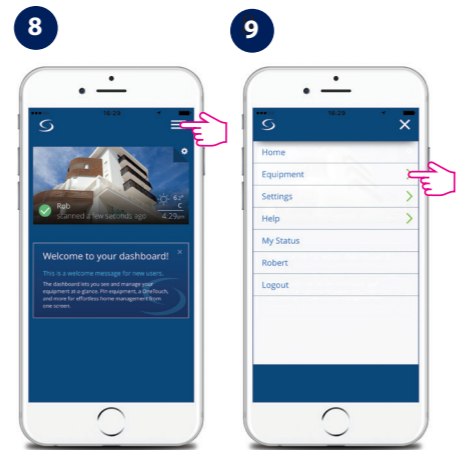 8
9
16:29
Rob
Scanned a few seconds ago
C
4:29pm
Welcome to your dashboard!
This is a welcome message for new users.
The dashboard lets you see and manage your
equipment at-a-glance. Pin equipment, a OneTouch,
and more for effortless home management from
one screen.
16:29
Home
Equipment
Settings
Help
My Status
Robert
Logout